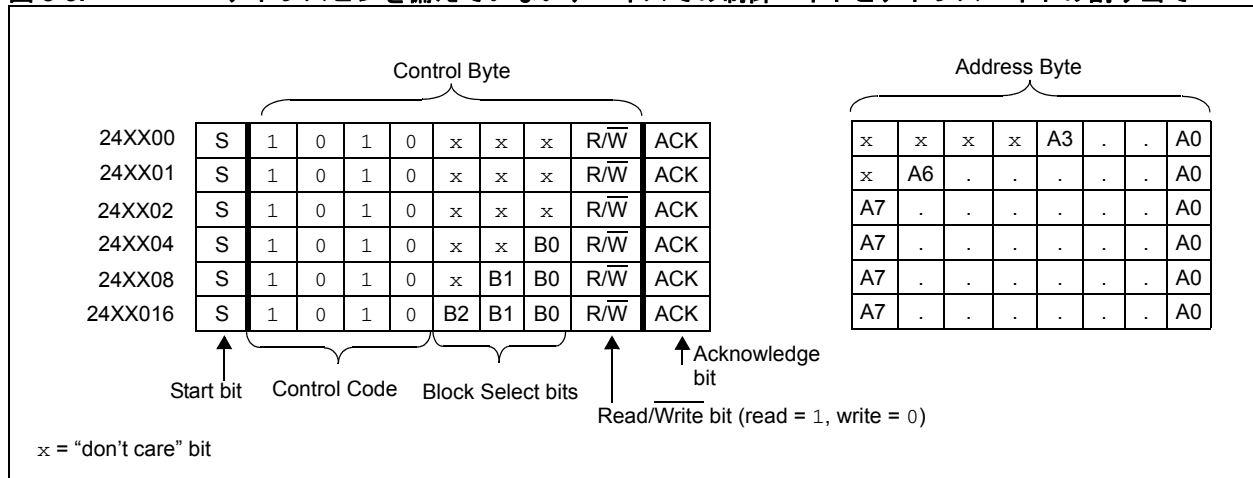 Control Byte
Address Byte
24XX00 S 1 0 1 0 x x x R/W ACK x x x x A3 . . A0
24XX01 S 1 0 1 0 x x x R/W ACK x A6 . . . . . A0
24XX02 S 1 0 1 0 x x x R/W ACK A7 . . . . . . A0
24XX04 S 1 0 1 0 x x B0 R/W ACK A7 . . . . . . A0
24XX08 S 1 0 1 0 x B1 B0 R/W ACK A7 . . . . . . A0
24XX016 S 1 0 1 0 B2 B1 B0 R/W ACK A7 . . . . . . A0
Start bit
Control Code
Block Select bits
Acknowledge
bit
Read/Write bit (read = 1, write = 0)
x = “don’t care” bit